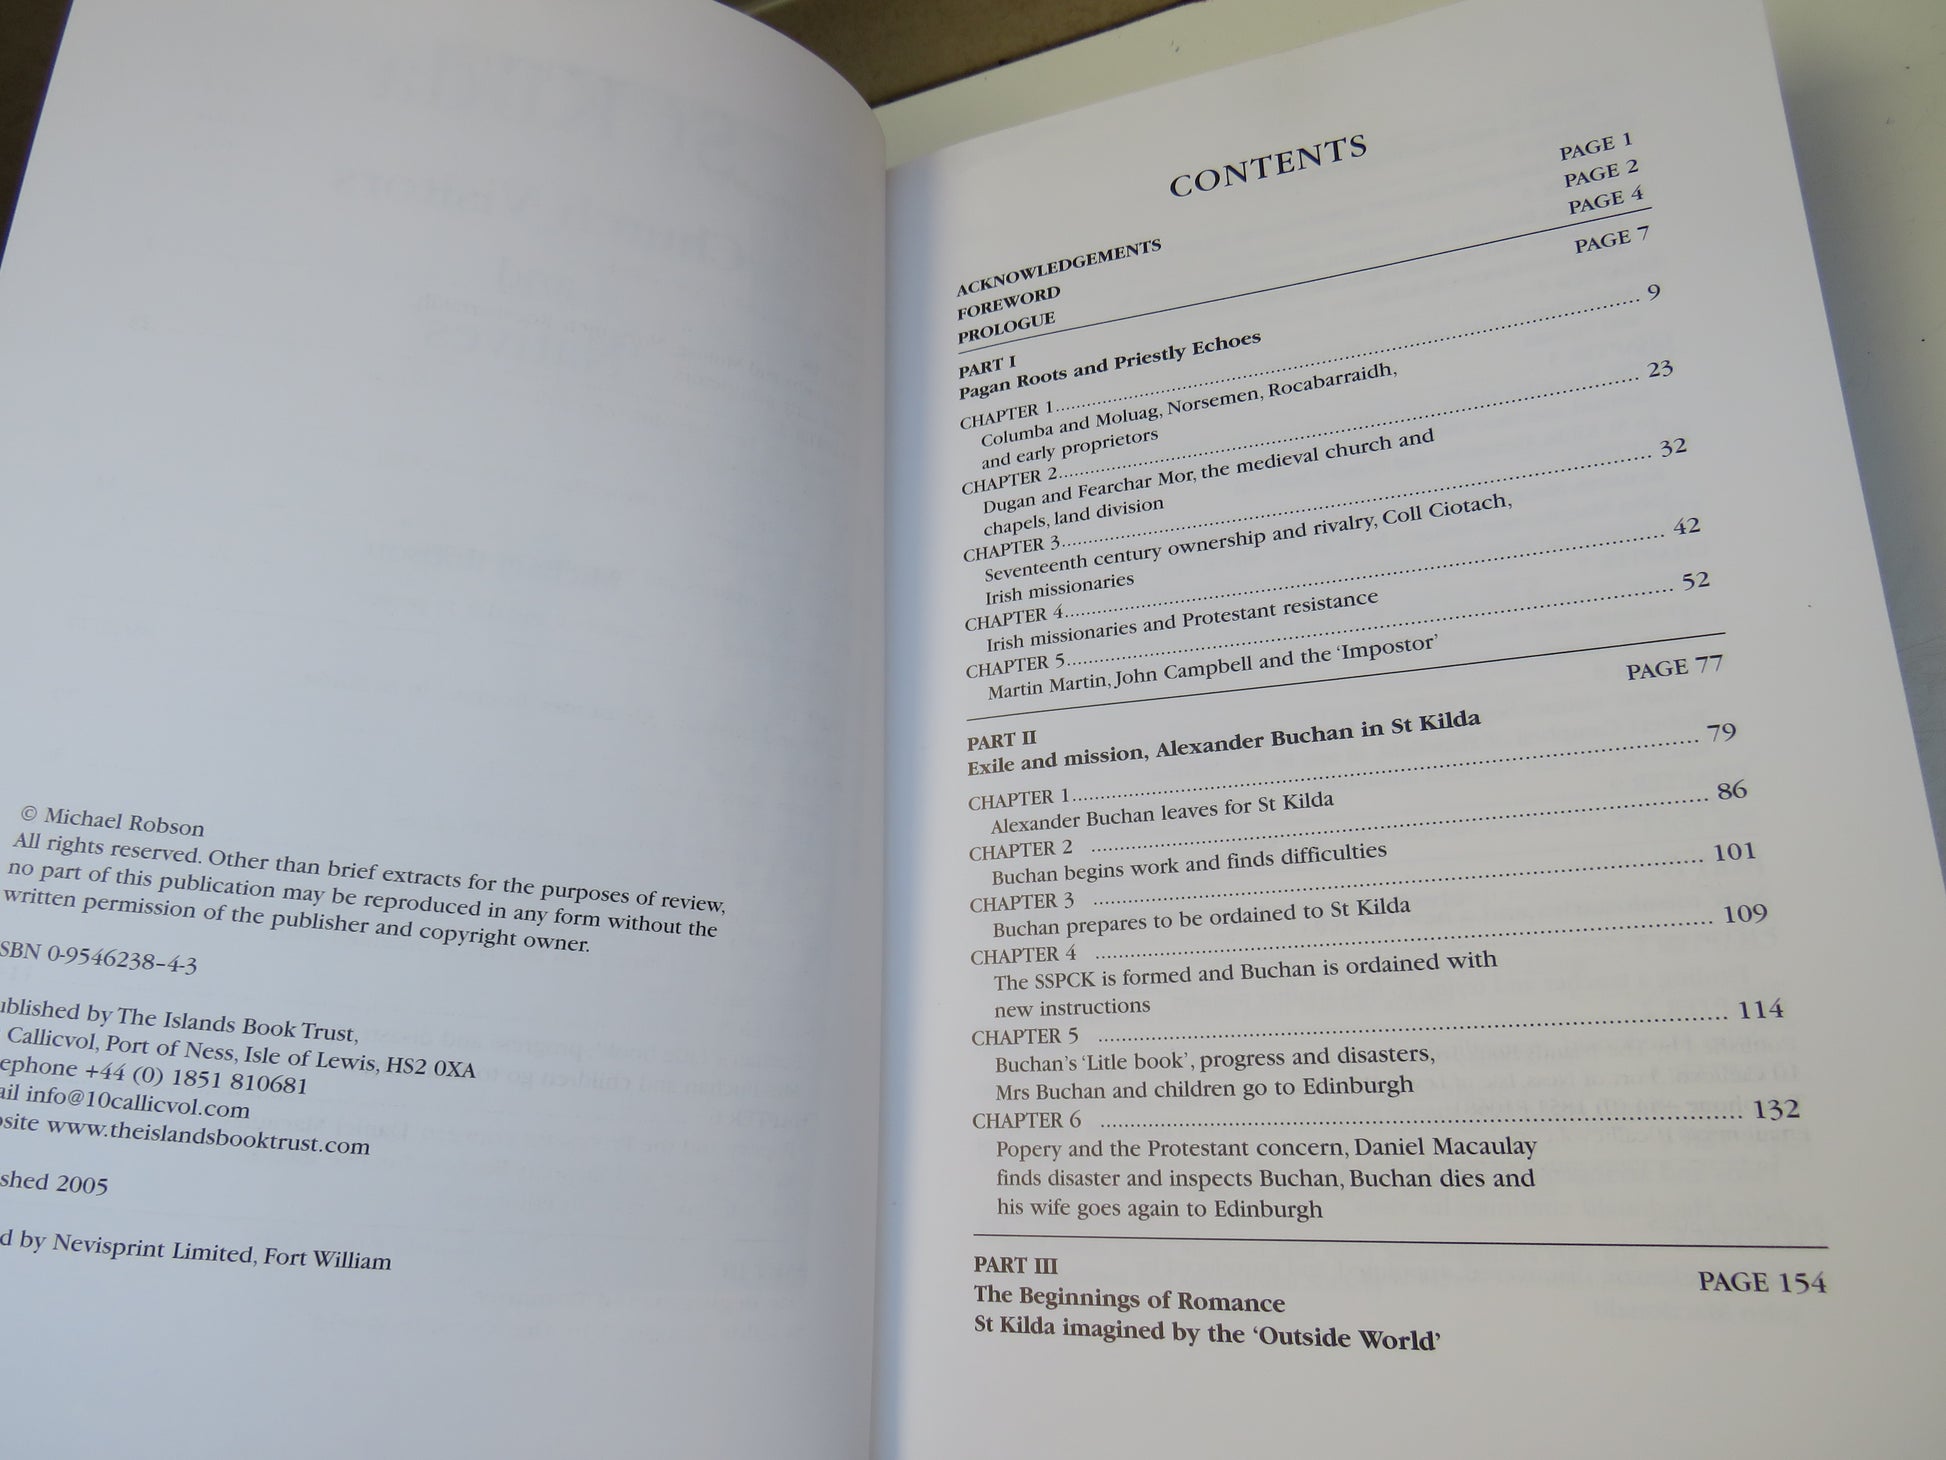 © Michael Robson
All rights reserved. Other than brief extracts for the purposes of review,
no part of this publication may be reproduced in any form without the
written permission of the publisher and copyright owner.
SBN 0-9546238-4-3
ublished by The Islands Book Trust,
Callicvol, Port of Ness, Isle of Lewis, HS2 0XA
ephone +44 (0) 1851 810681
ail info@10callicvol.com
site www.theislandsbooktrust.com
shed 2005
d by Nevisprint Limited, Fort William
CONTENTS
ACKNOWLEDGEMENTS PAGE 1
FOREWORD PAGE 2
PROLOGUE PAGE 4
PART I PAGE 7
Pagan Roots and Priestly Echoes
CHAPTER 1 9
Columba and Moluag, Norsemen, Rocabarraidh,
and early proprietors
CHAPTER 2 23
Dugan and Fearchar Mor, the medieval church and
chapels, land division
CHAPTER 3 32
Seventeenth century ownership and rivalry, Coll Ciotach,
Irish missionaries
CHAPTER 4 42
Irish missionaries and Protestant resistance
CHAPTER 5 52
Martin Martin, John Campbell and the 'Impostor'
PART II PAGE 77
Exile and mission, Alexander Buchan in St Kilda
CHAPTER 1 79
Alexander Buchan leaves for St Kilda
CHAPTER 2 86
Buchan begins work and finds difficulties
CHAPTER 3 101
Buchan prepares to be ordained to St Kilda
CHAPTER 4 109
The SSPCK is formed and Buchan is ordained with
new instructions
CHAPTER 5 114
Buchan's 'Litle book', progress and disasters,
Mrs Buchan and children go to Edinburgh
CHAPTER 6 132
Popery and the Protestant concern, Daniel Macaulay
finds disaster and inspects Buchan, Buchan dies and
his wife goes again to Edinburgh
PART III PAGE 154
The Beginnings of Romance
St Kilda imagined by the 'Outside World'